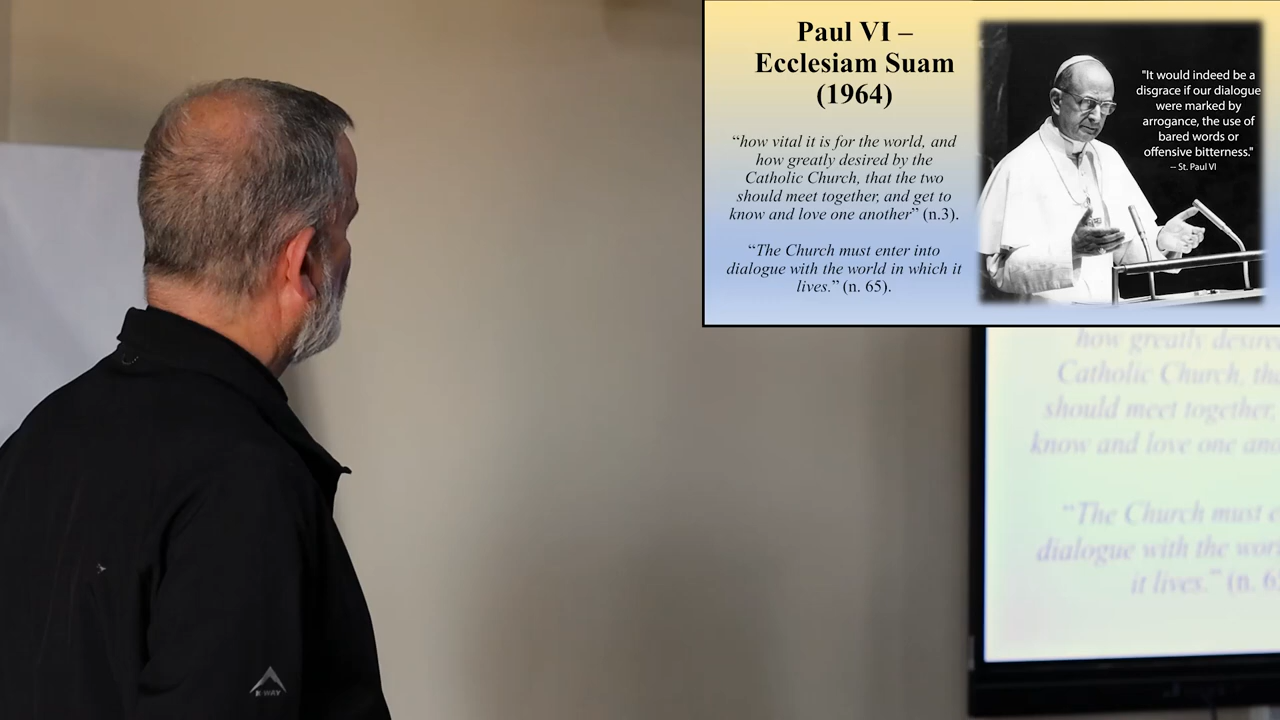 Paul VI –
Ecclesiam Suam
(1964)
“how vital it is for the world, and
how greatly desired by the
Catholic Church, that the two
should meet together, and get to
know and love one another” (n.3).
“The Church must enter into
dialogue with the world in which it
lives.” (n. 65).
"It would indeed be a
disgrace if our dialogue
were marked by
arrogance, the use of
bared words or
offensive bitterness."
-- St. Paul VI
how greatly desire
Catholic Church, tha
should meet together,
know and love one ano
“The Church must e
dialogue with the wor
it lives.” (n. 65
K-WAY